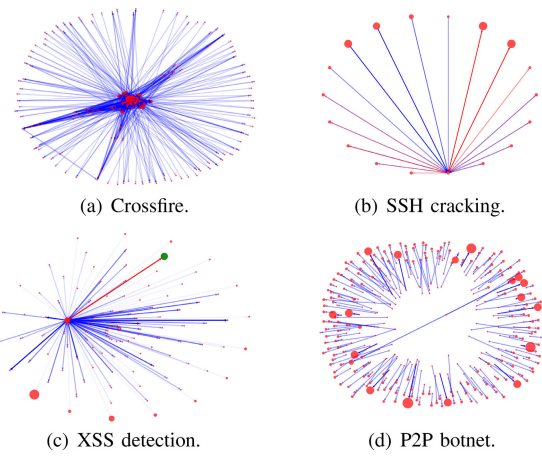 (a) Crossfire.
(b) SSH cracking.
(c) XSS detection.
(d) P2P botnet.